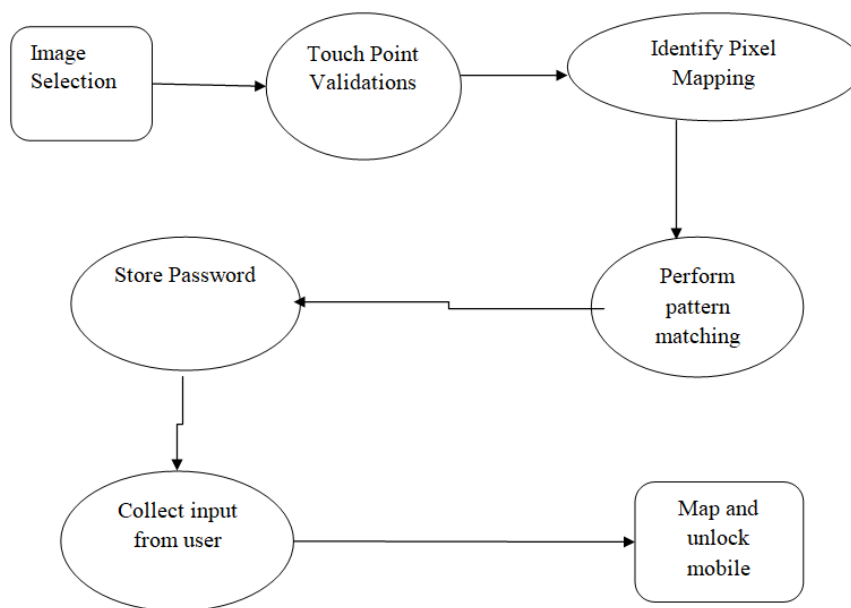 Image
Selection
Touch Point
Validations
Identify Pixel
Mapping
Store Password
Perform
pattern
matching
Collect input
from user
Map and
unlock
mobile